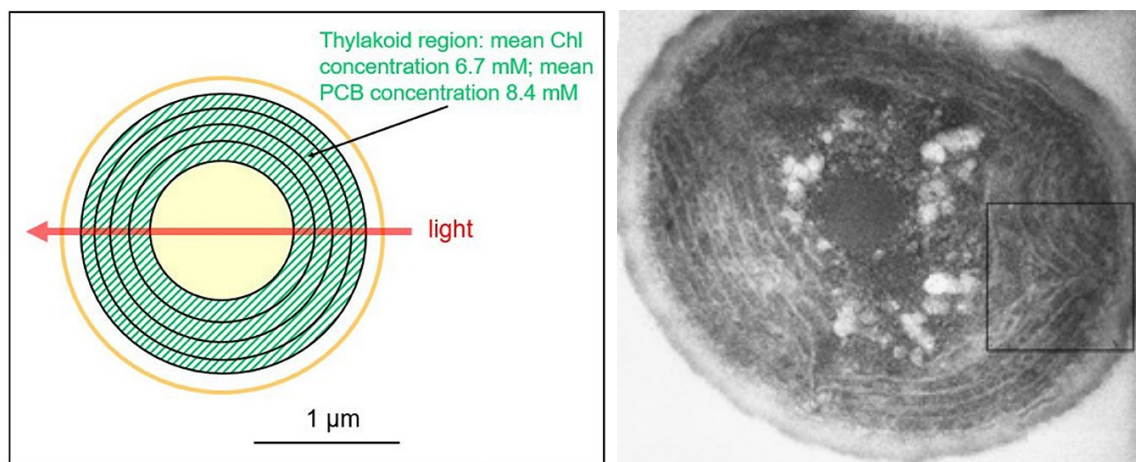 Thylakoid region: mean Chl
concentration 6.7 mM; mean
PCB concentration 8.4 mM
light
1 μm